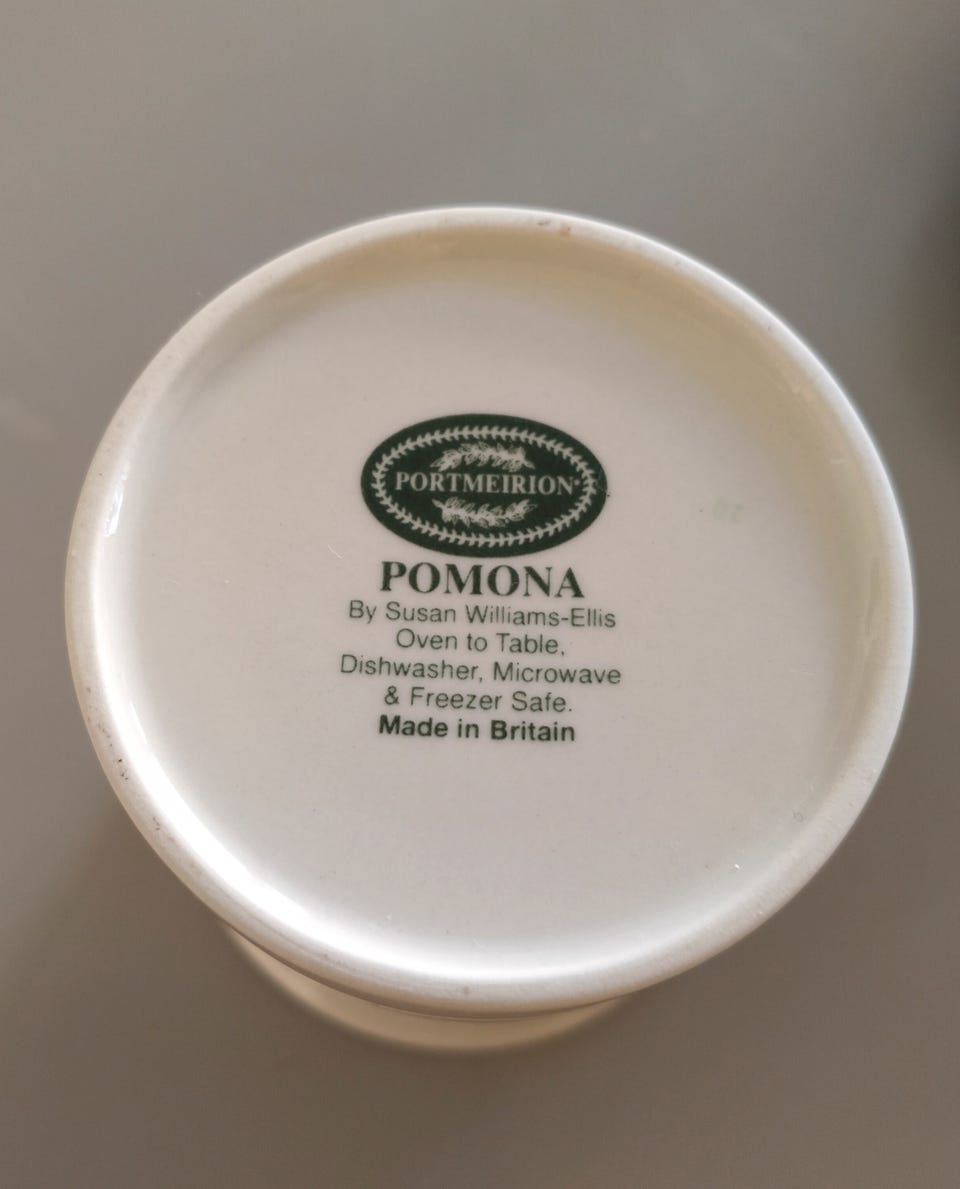 PORTMEIRION®
POMONA
By Susan Williams-Ellis
Oven to Table,
Dishwasher, Microwave
& Freezer Safe.
Made in Britain